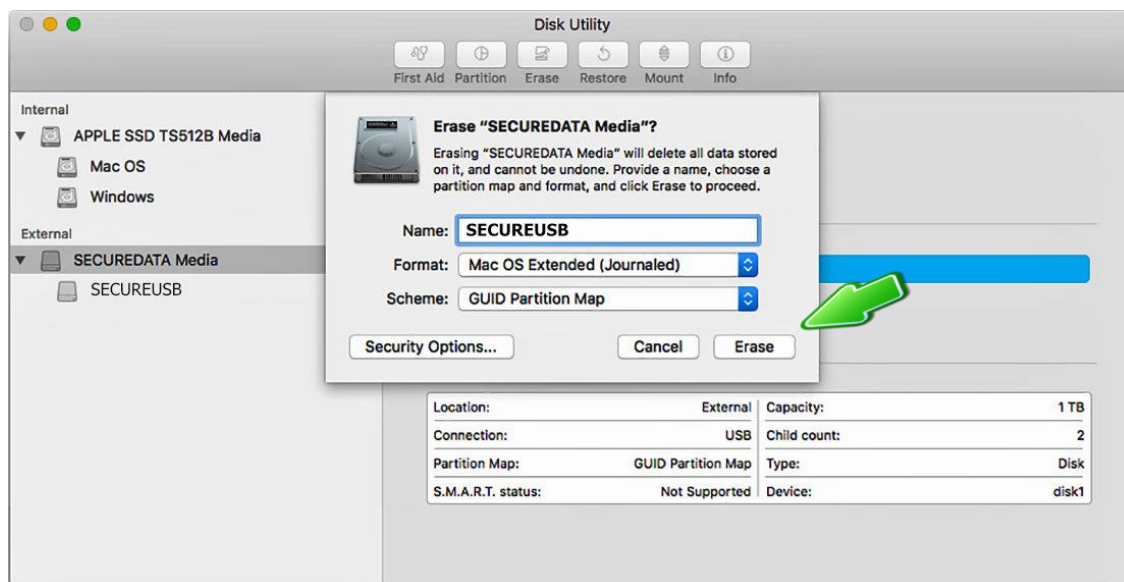 Disk Utility
First Aid Partition Erase Restore Mount Info
Internal
APPLE SSD TS512B Media
Mac OS
Windows
External
SECUREDATA Media
SECUREUSB
Erase “SECUREDATA Media”?
Erasing “SECUREDATA Media” will delete all data stored
on it, and cannot be undone. Provide a name, choose a
partition map and format, and click Erase to proceed.
Name: SECUREUSB
Format: Mac OS Extended (Journaled)
Scheme: GUID Partition Map
Security Options... Cancel Erase
Location: External Capacity: 1 TB
Connection: USB Child count: 2
Partition Map: GUID Partition Map Type: Disk
S.M.A.R.T. status: Not Supported Device: disk1